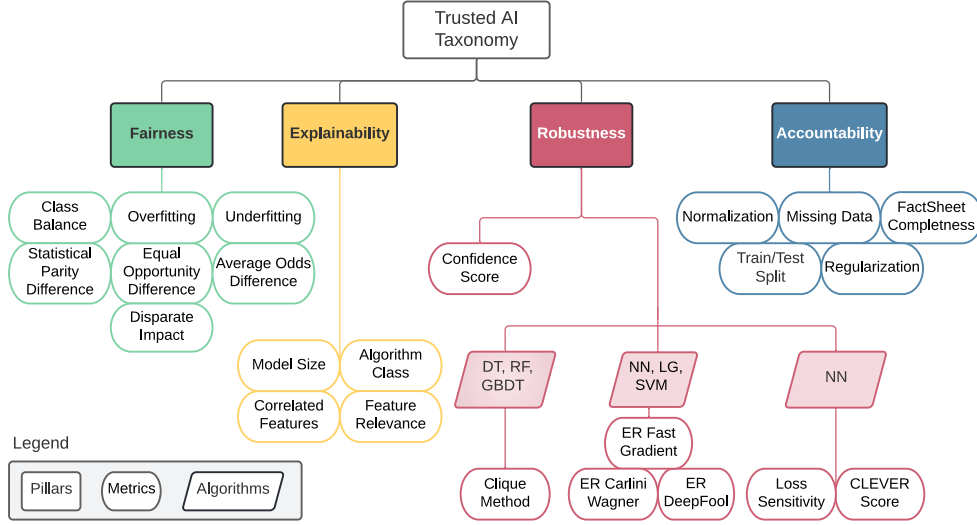 Trusted AI
Taxonomy
Fairness
Explainability
Robustness
Accountability
Class
Balance
Overfitting
Underfitting
Statistical
Parity
Difference
Equal
Opportunity
Difference
Average Odds
Difference
Disparate
Impact
Model Size
Algorithm
Class
Correlated
Features
Feature
Relevance
Confidence
Score
DT, RF,
GBDT
NN, LG,
SVM
NN
Clique
Method
ER Fast
Gradient
ER Carlini
Wagner
ER
DeepFool
Loss
Sensitivity
CLEVER
Score
Normalization
Missing Data
FactSheet
Completness
Train/Test
Split
Regularization
Legend
Pillars
Metrics
Algorithms